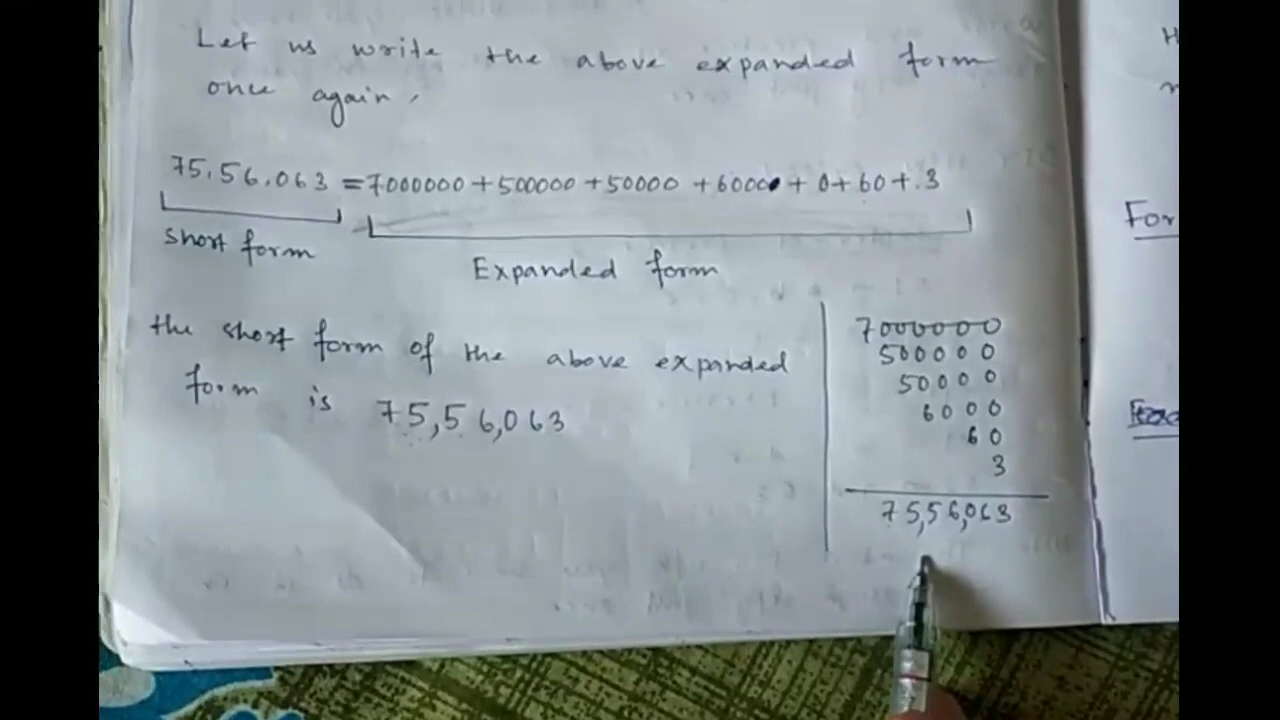 Let us write the above expanded form
once again.
75,56,063 = 7000000 + 500000 + 50000 + 6000 + 0 + 60 + 3
short form
Expanded form
the short form of the above expanded
form is 75,56,063
7000000
500000
50000
6000
60
3
75,56,063
For